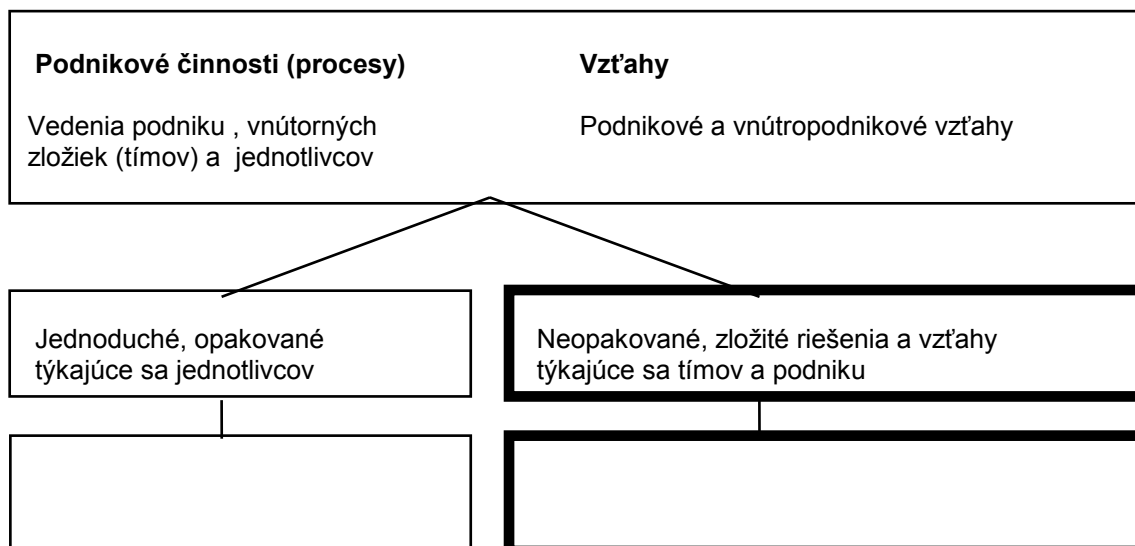 Podnikové činnosti (procesy)
Vzťahy
Vedenia podniku , vnútorných
zložiek (tímov) a jednotlivcov
Podnikové a vnútropodnikové vzťahy
Jednoduché, opakované
týkajúce sa jednotlivcov
Neopakované, zložité riešenia a vzťahy
týkajúce sa tímov a podniku